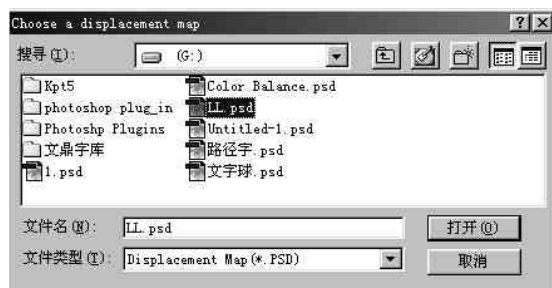 Choose a displacement map
搜寻(I): (G:)
Kpt5
photoshop plug_in
Photoshp Plugins
文鼎字库
1.psd
Color Balance.psd
LL.psd
Untitled-1.psd
路径字.psd
文字球.psd
文件名(N): LL.psd 打开(O)
文件类型(T): Displacement Map(*.PSD) 取消